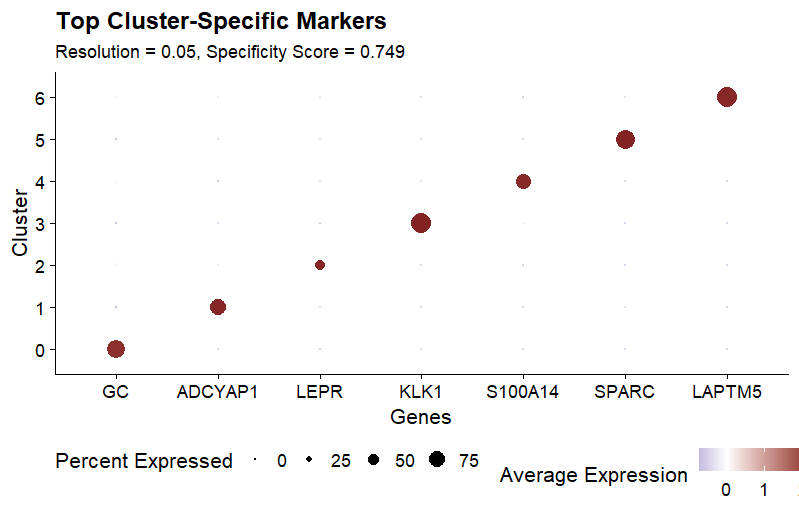 Top Cluster-Specific Markers
Resolution = 0.05, Specificity Score = 0.749
Cluster
6
5
4
3
2
1
0
GC ADCYAP1 LEPR KLK1 S100A14 SPARC LAPTM5
Genes
Percent Expressed 0 25 50 75
Average Expression
0 1